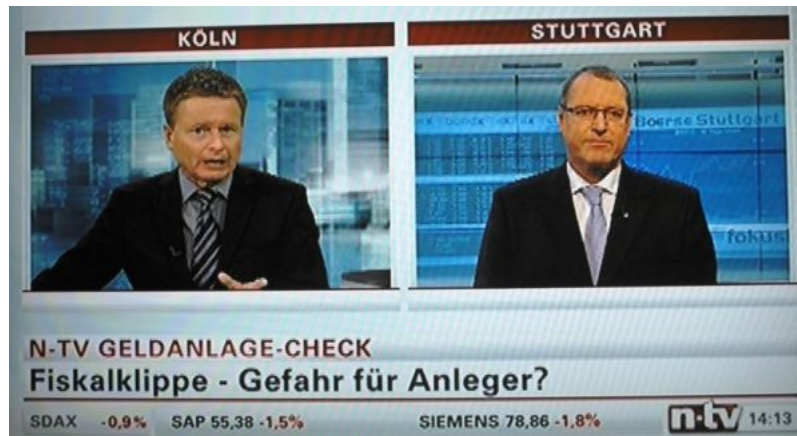 KÖLN
STUTTGART
Boerse Stuttgart
fokus
N-TV GELDANLAGE-CHECK
Fiskalklippe - Gefahr für Anleger?
SDAX -0,9% SAP 55,38 -1,5% SIEMENS 78,86 -1,8% n-tv 14:13